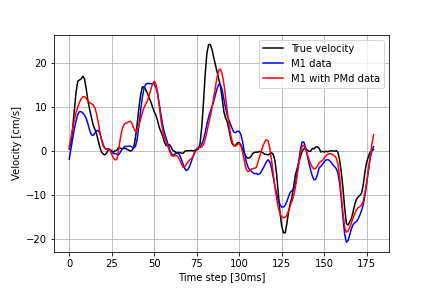 True velocity
M1 data
M1 with PMd data
Velocity [cm/s]
20
10
0
−10
−20
0
25
50
75
100
125
150
175
Time step [30ms]